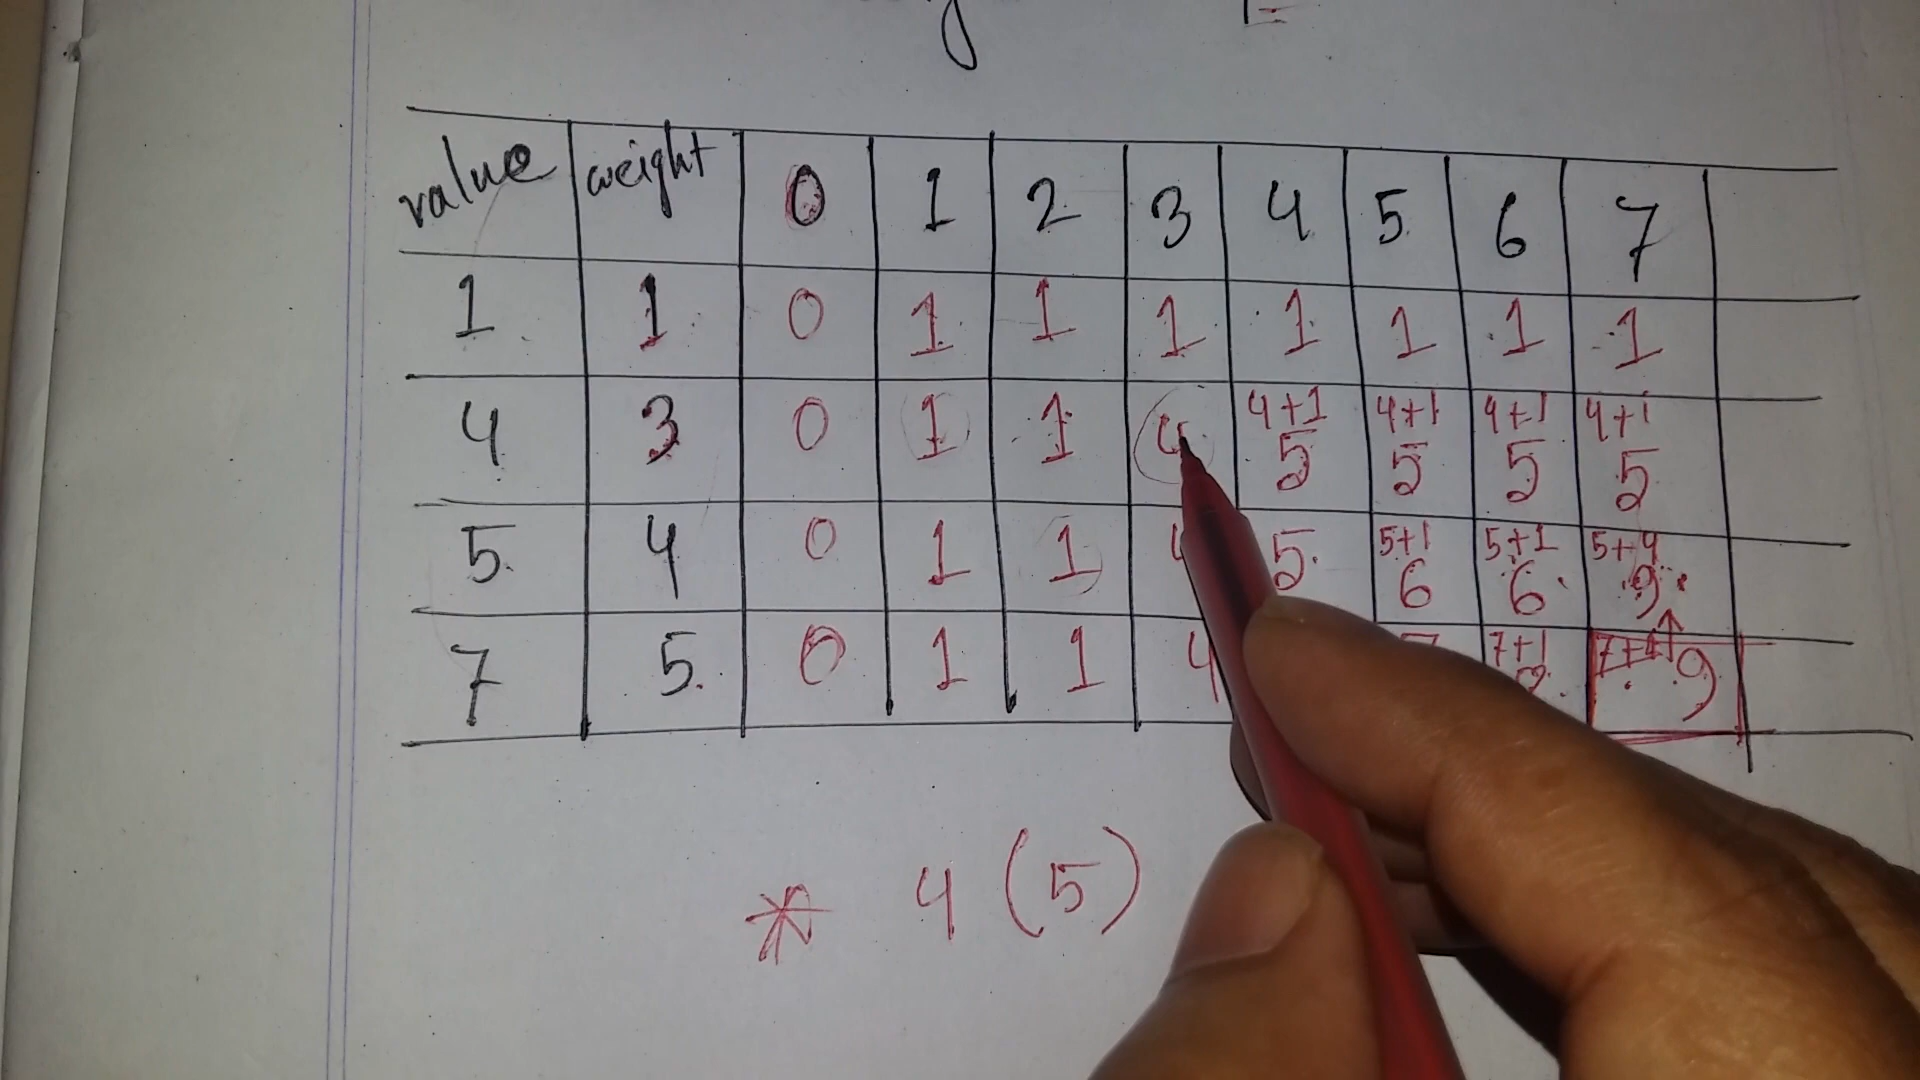 value weight 0 1 2 3 4 5 6 7
1 1 0 1 1 1 1 1 1 1
4 3 0 1 1 4 4+1 5 4+1 5 4+1 5 4+1 5
5 4 0 1 1 4 5 5+1 6 5+1 6 5+4 9
7 5 0 1 1 4 7 7+1 9
* 4 (5)